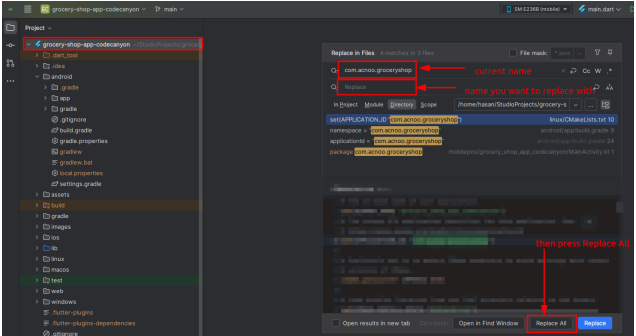 grocery-shop-app-codecanyon
main
SM E236B (mobile)
main.dart
Project
grocery-shop-app-codecanyon ~/StudioProjects/grocery
.dart_tool
.idea
android
.gradle
app
gradle
.gitignore
build.gradle
gradle.properties
gradlew
gradlew.bat
local.properties
settings.gradle
assets
build
gradle
images
ios
lib
linux
macos
test
web
windows
.flutter-plugins
.flutter-plugins-dependencies
.gitignore
Replace in Files 4 matches in 3 files
File mask: *.java
com.acnoo.groceryshop
Cc W .*
current name
Replace
name you want to replace with
In Project Module Directory Scope /home/hasan/StudioProjects/grocery-s
set(APPLICATION_ID "com.acnoo.groceryshop") linux/CMakeLists.txt 10
namespace = "com.acnoo.groceryshop" android/app/build.gradle 9
applicationId = "com.acnoo.groceryshop" android/app/build.gradle 24
package com.acnoo.groceryshop mobileapps/grocery_shop_app_codecanyon/MainActivity.kt 1
then press Replace All
Open results in new tab Ctrl+Enter Open in Find Window Replace All Replace